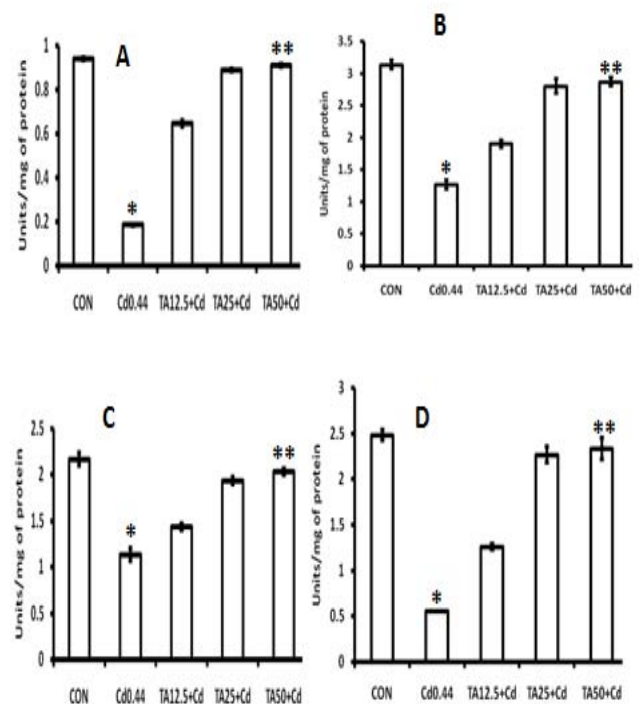 A
Units/mg of protein
1
0.8
0.6
0.4
0.2
0
*
**
CON Cd0.44 TA12.5+Cd TA25+Cd TA50+Cd
B
Units/mg of protein
3.5
3
2.5
2
1.5
1
0.5
0
*
**
CON Cd0.44 TA12.5+Cd TA25+Cd TA50+Cd
C
Units/mg of protein
2.5
2
1.5
1
0.5
0
*
**
CON Cd0.44 TA12.5+Cd TA25+Cd TA50+Cd
D
Units/mg of protein
3
2.5
2
1.5
1
0.5
0
*
**
CON Cd0.44 TA12.5+Cd TA25+Cd TA50+Cd